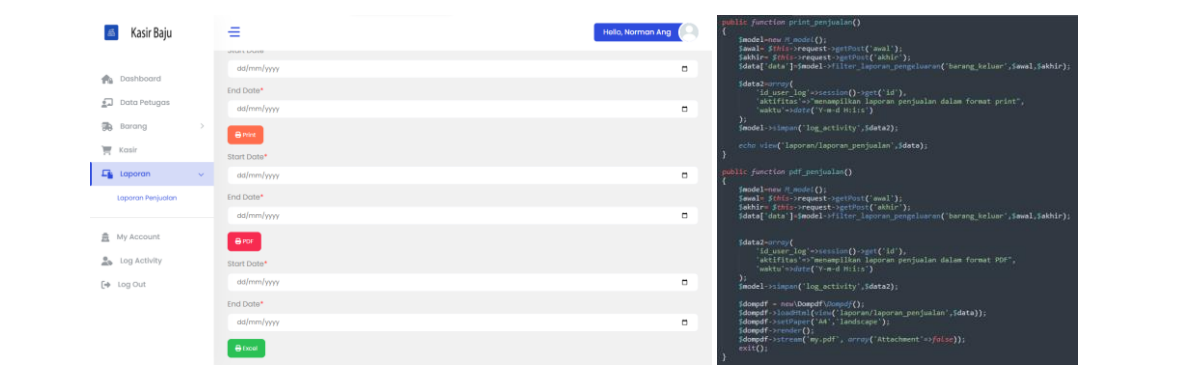 Kasir Baju
Dashboard
Data Petugas
Barang
Kasir
Laporan
Laporan Penjualan
My Account
Log Activity
Log Out
Hello, Norman Ang
Start Date*
dd/mm/yyyy
End Date*
dd/mm/yyyy
Print
Start Date*
dd/mm/yyyy
End Date*
dd/mm/yyyy
PDF
Start Date*
dd/mm/yyyy
End Date*
dd/mm/yyyy
Excel
public function print_penjualan()
{
$model=new M_model();
$awal= $this->request->getPost('awal');
$akhir= $this->request->getPost('akhir');
$data['data']=$model->filter_laporan_pengeluaran('barang_keluar',$awal,$akhir);
$data2=array(
'id_user_log'=>session()->get('id'),
'aktifitas'=>"menampilkan laporan penjualan dalam format print",
'waktu'=>date('Y-m-d H:i:s')
);
$model->simpan('log_activity',$data2);
echo view('laporan/laporan_penjualan',$data);
}
public function pdf_penjualan()
{
$model=new M_model();
$awal= $this->request->getPost('awal');
$akhir= $this->request->getPost('akhir');
$data['data']=$model->filter_laporan_pengeluaran('barang_keluar',$awal,$akhir);
$data2=array(
'id_user_log'=>session()->get('id'),
'aktifitas'=>"menampilkan laporan penjualan dalam format PDF",
'waktu'=>date('Y-m-d H:i:s')
);
$model->simpan('log_activity',$data2);
$dompdf = new\Dompdf\Dompdf();
$dompdf->loadHtml(view('laporan/laporan_penjualan',$data));
$dompdf->setPaper('A4','landscape');
$dompdf->render();
$dompdf->stream('my.pdf', array('Attachment'=>false));
exit();
}